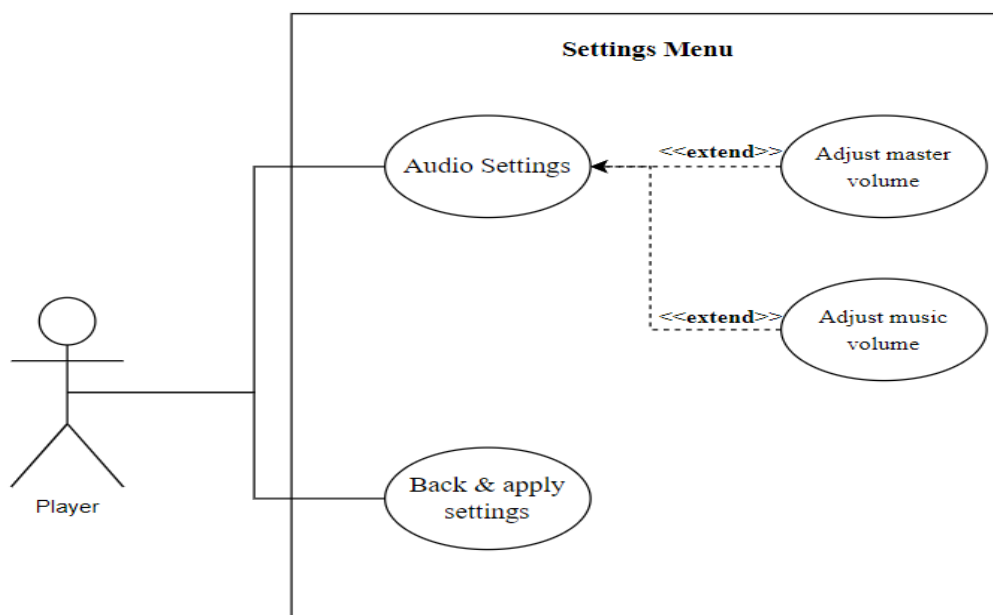 Settings Menu
Audio Settings
<<extend>>
Adjust master
volume
<<extend>>
Adjust music
volume
Back & apply
settings
Player